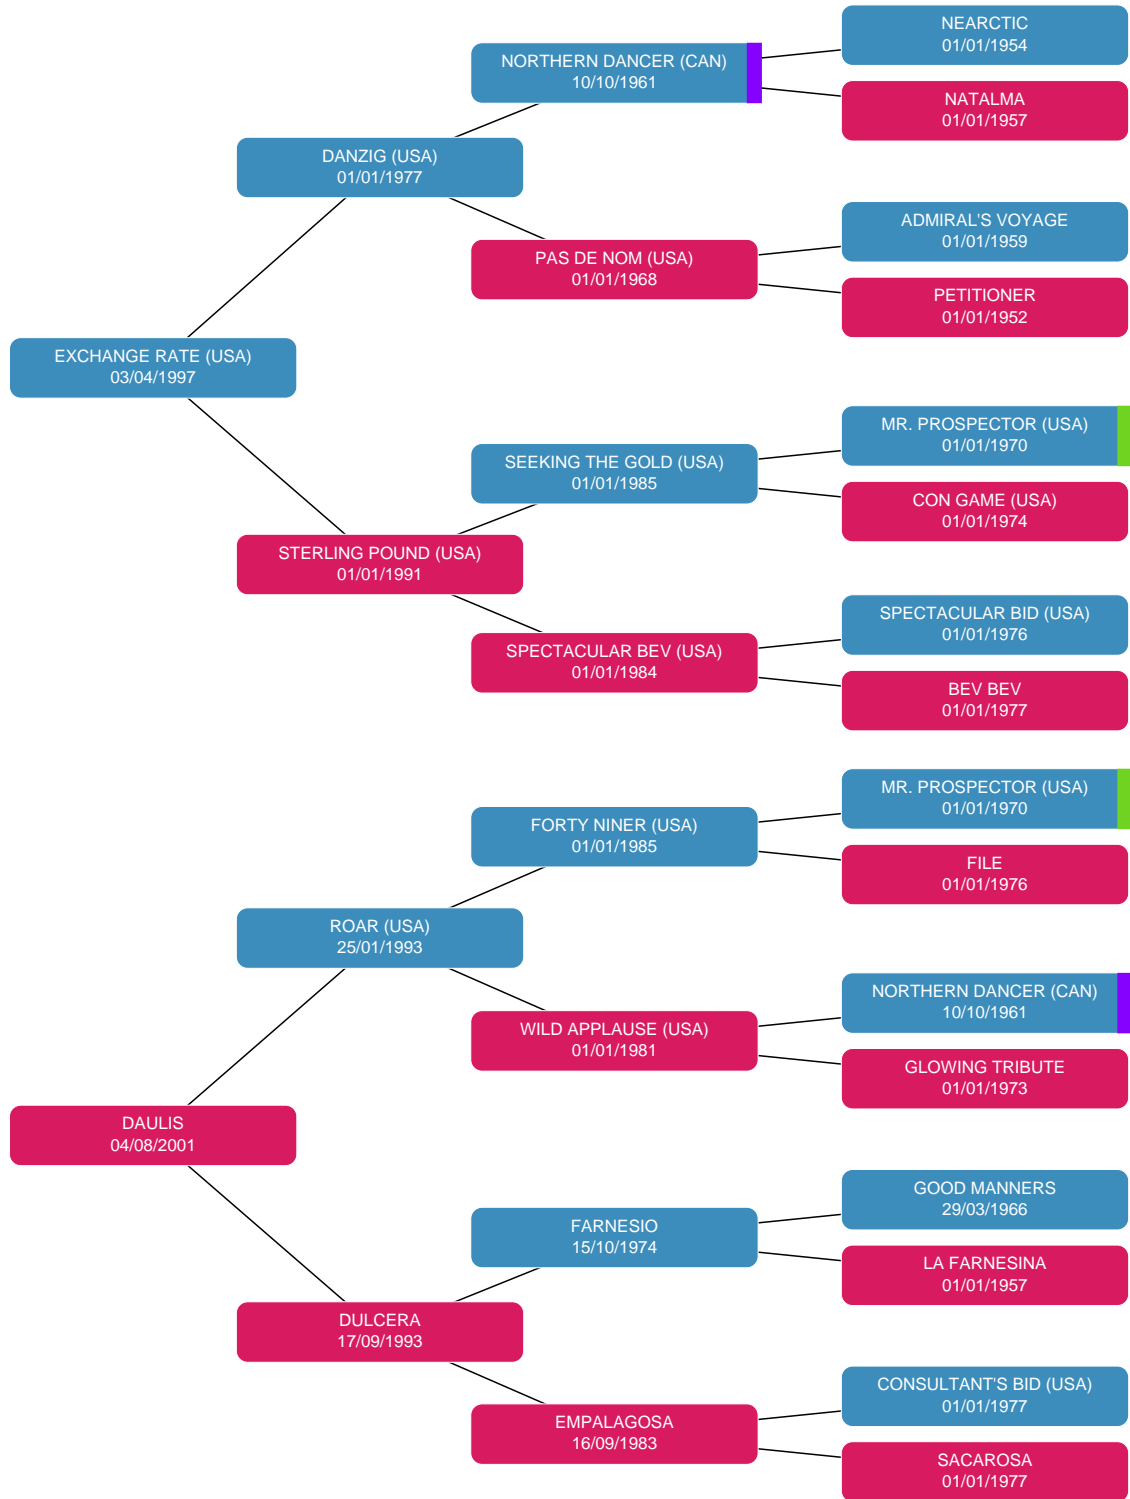 NEARCTIC
01/01/1954
NORTHERN DANCER (CAN)
10/10/1961
NATALMA
01/01/1957
DANZIG (USA)
01/01/1977
ADMIRAL'S VOYAGE
01/01/1959
PAS DE NOM (USA)
01/01/1968
PETITIONER
01/01/1952
EXCHANGE RATE (USA)
03/04/1997
MR. PROSPECTOR (USA)
01/01/1970
SEEKING THE GOLD (USA)
01/01/1985
CON GAME (USA)
01/01/1974
STERLING POUND (USA)
01/01/1991
SPECTACULAR BID (USA)
01/01/1976
SPECTACULAR BEV (USA)
01/01/1984
BEV BEV
01/01/1977
MR. PROSPECTOR (USA)
01/01/1970
FORTY NINER (USA)
01/01/1985
FILE
01/01/1976
ROAR (USA)
25/01/1993
NORTHERN DANCER (CAN)
10/10/1961
WILD APPLAUSE (USA)
01/01/1981
GLOWING TRIBUTE
01/01/1973
DAULIS
04/08/2001
GOOD MANNERS
29/03/1966
FARNESIO
15/10/1974
LA FARNESINA
01/01/1957
DULCERA
17/09/1993
CONSULTANT'S BID (USA)
01/01/1977
EMPALAGOSA
16/09/1983
SACAROSA
01/01/1977